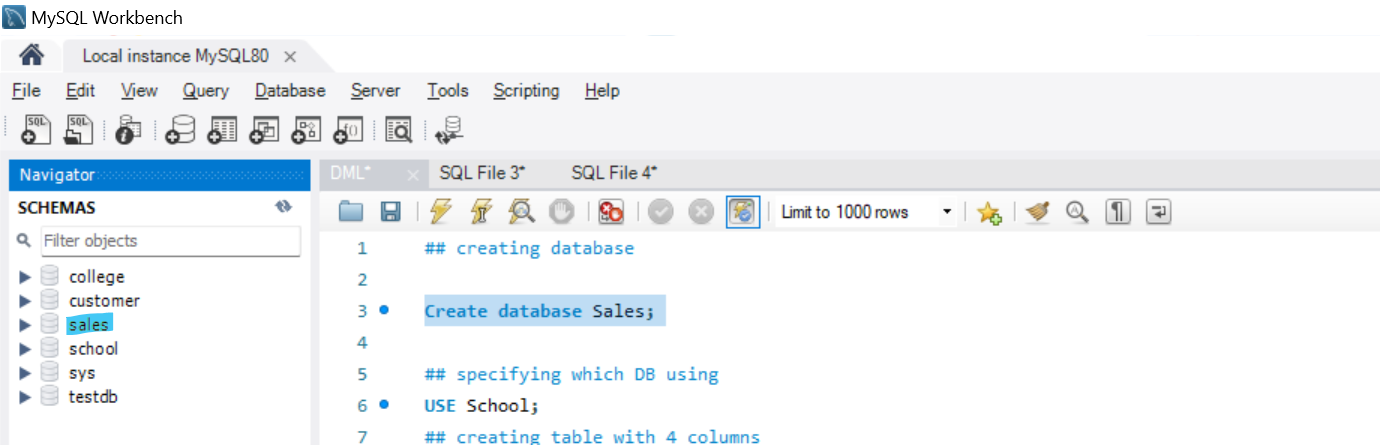 MySQL Workbench
Local instance MySQL80
File Edit View Query Database Server Tools Scripting Help
SQL SQL
Navigator
SCHEMAS
Filter objects
college
customer
sales
school
sys
testdb
DML* SQL File 3* SQL File 4*
Limit to 1000 rows
1 ## creating database
2
3 Create database Sales;
4
5 ## specifying which DB using
6 USE School;
7 ## creating table with 4 columns